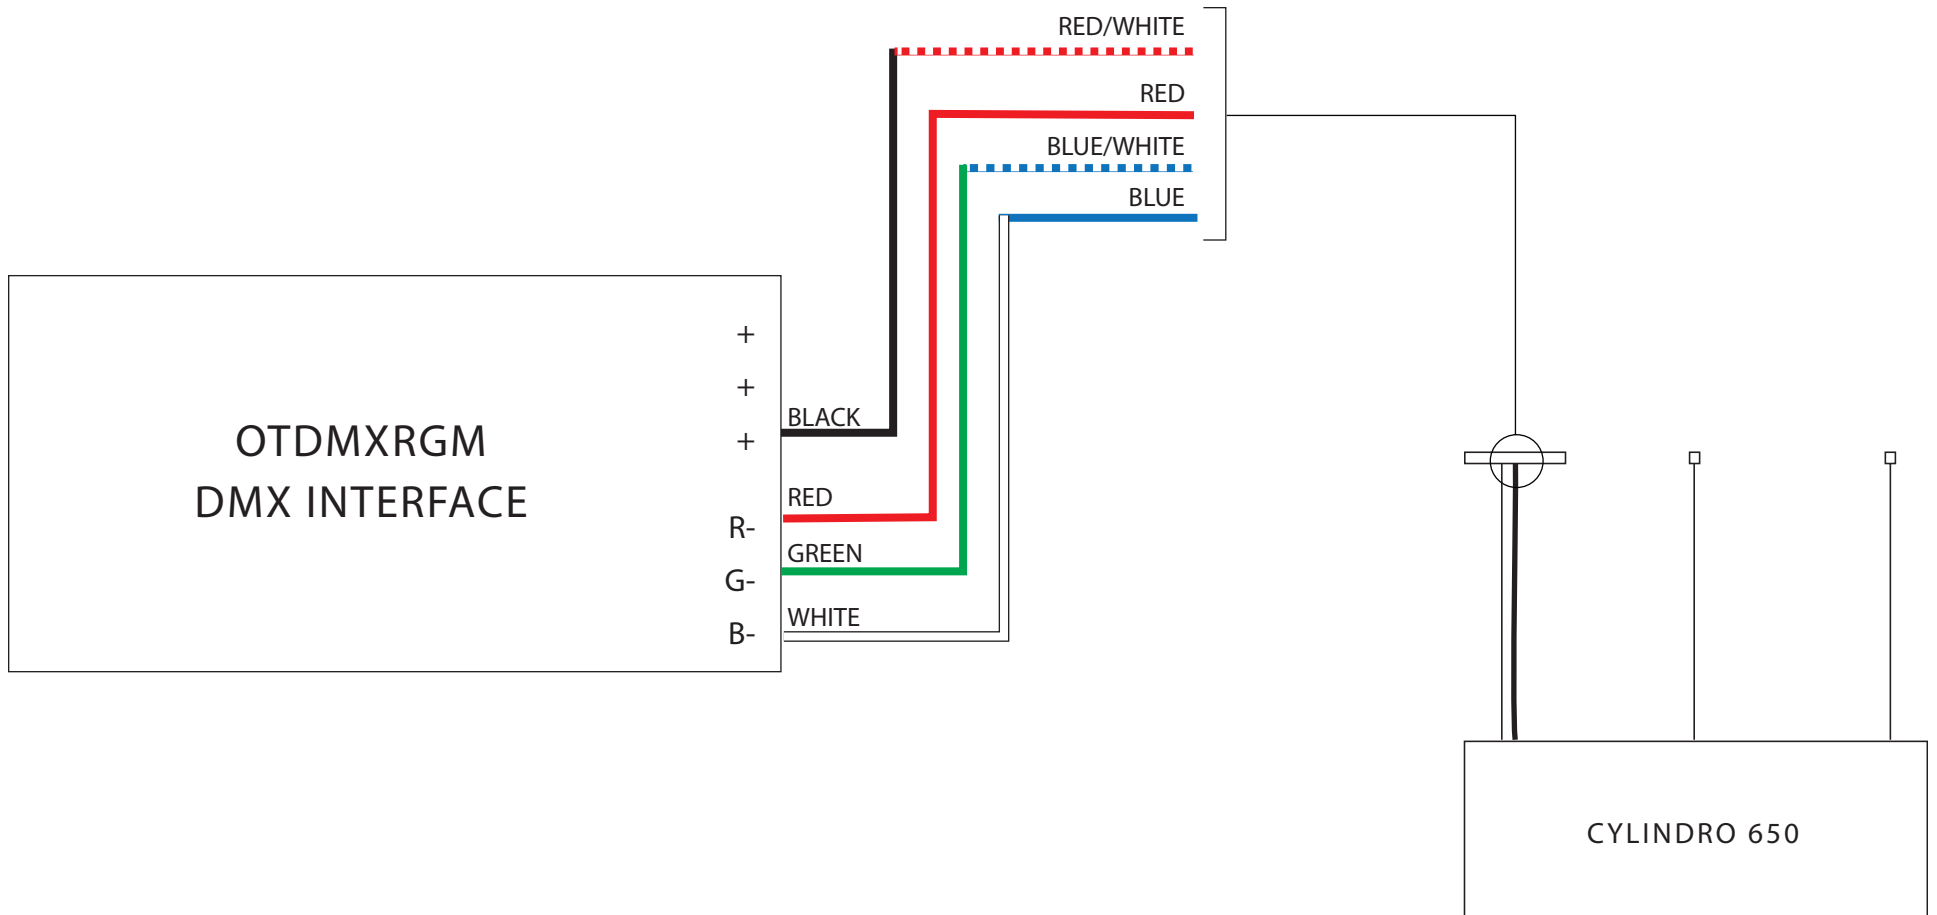 RED/WHITE
RED
BLUE/WHITE
BLUE
+
+
BLACK
+
OTDMXRGM
DMX INTERFACE
RED
R-
GREEN
G-
WHITE
B-
CYLINDRO 650